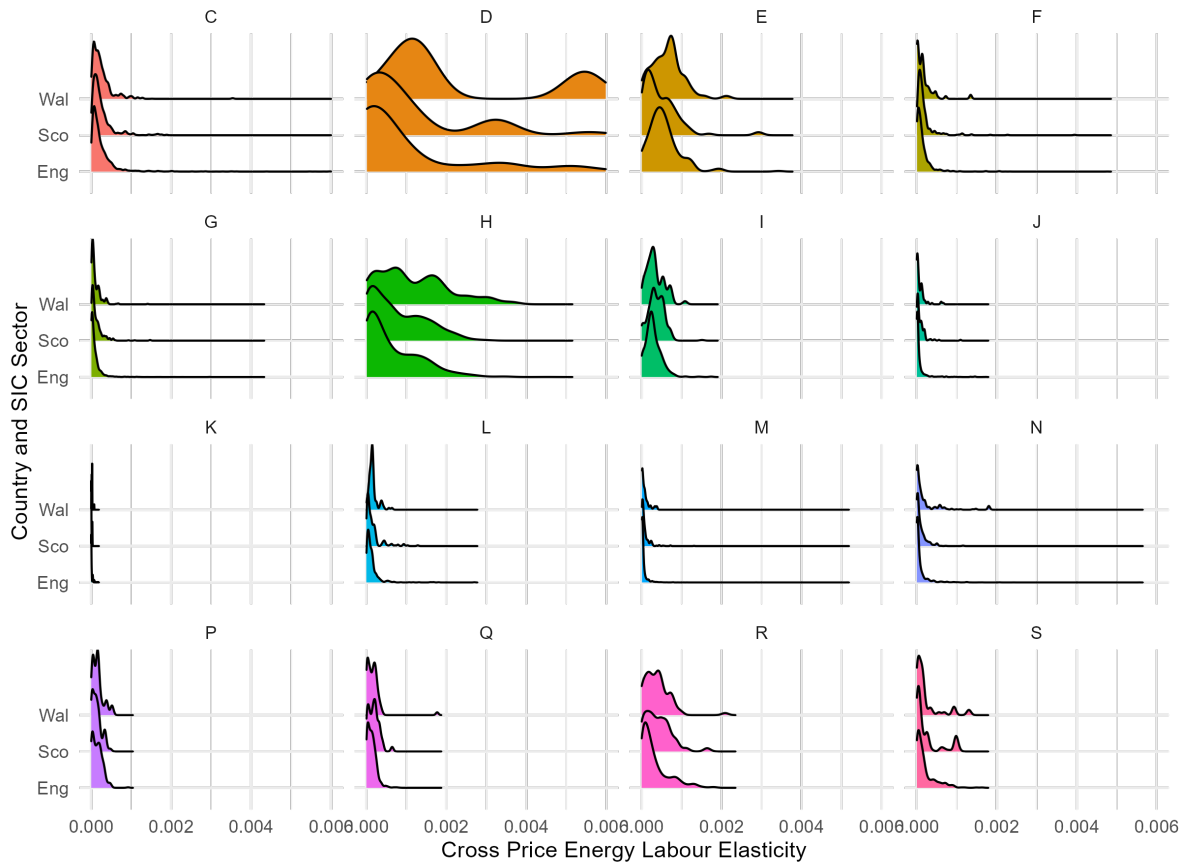 C D E F
Wal
Sco
Eng
G H I J
Wal
Sco
Eng
K L M N
Wal
Sco
Eng
P Q R S
Wal
Sco
Eng
0.000 0.002 0.004 0.006 0.000 0.002 0.004 0.006 0.000 0.002 0.004 0.006 0.000 0.002 0.004 0.006
Cross Price Energy Labour Elasticity
Country and SIC Sector